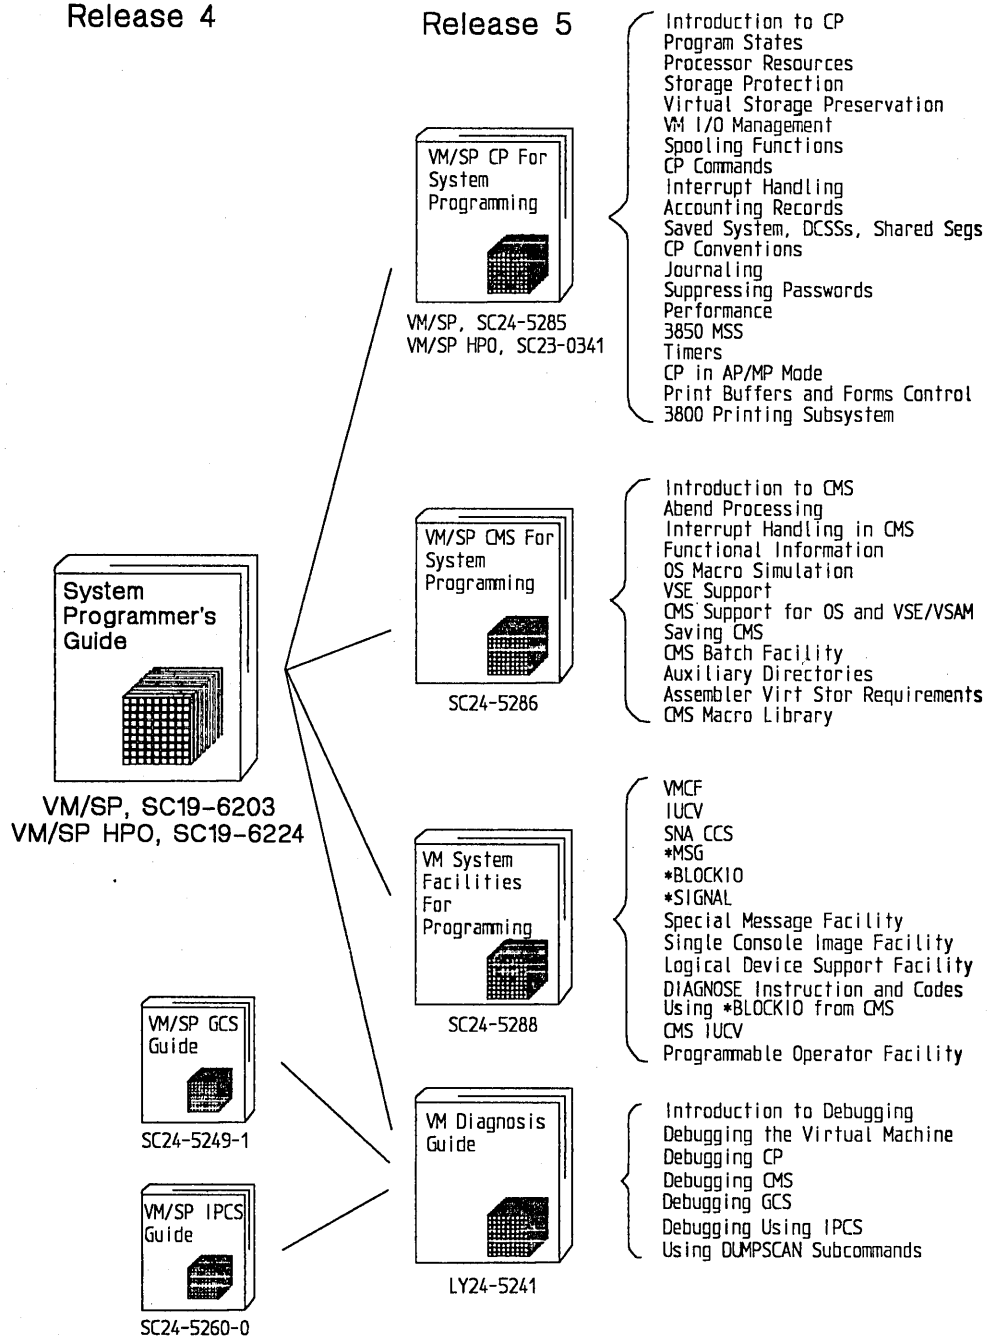 Release 4
Release 5
System
Programmer's
Guide
VM/SP, SC19-6203
VM/SP HPO, SC19-6224
VM/SP GCS
Guide
SC24-5249-1
VM/SP IPCS
Guide
SC24-5260-0
VM/SP CP For
System
Programming
VM/SP, SC24-5285
VM/SP HPO, SC23-0341
Introduction to CP
Program States
Processor Resources
Storage Protection
Virtual Storage Preservation
VM I/O Management
Spooling Functions
CP Commands
Interrupt Handling
Accounting Records
Saved System, DCSSs, Shared Segs
CP Conventions
Journaling
Suppressing Passwords
Performance
3850 MSS
Timers
CP in AP/MP Mode
Print Buffers and Forms Control
3800 Printing Subsystem
VM/SP CMS For
System
Programming
SC24-5286
Introduction to CMS
Abend Processing
Interrupt Handling in CMS
Functional Information
OS Macro Simulation
VSE Support
CMS Support for OS and VSE/VSAM
Saving CMS
CMS Batch Facility
Auxiliary Directories
Assembler Virt Stor Requirements
CMS Macro Library
VM System
Facilities
For
Programming
SC24-5288
VMCF
IUCV
SNA CCS
*MSG
*BLOCKIO
*SIGNAL
Special Message Facility
Single Console Image Facility
Logical Device Support Facility
DIAGNOSE Instruction and Codes
Using *BLOCKIO from CMS
CMS IUCV
Programmable Operator Facility
VM Diagnosis
Guide
LY24-5241
Introduction to Debugging
Debugging the Virtual Machine
Debugging CP
Debugging CMS
Debugging GCS
Debugging Using IPCS
Using DUMPSCAN Subcommands